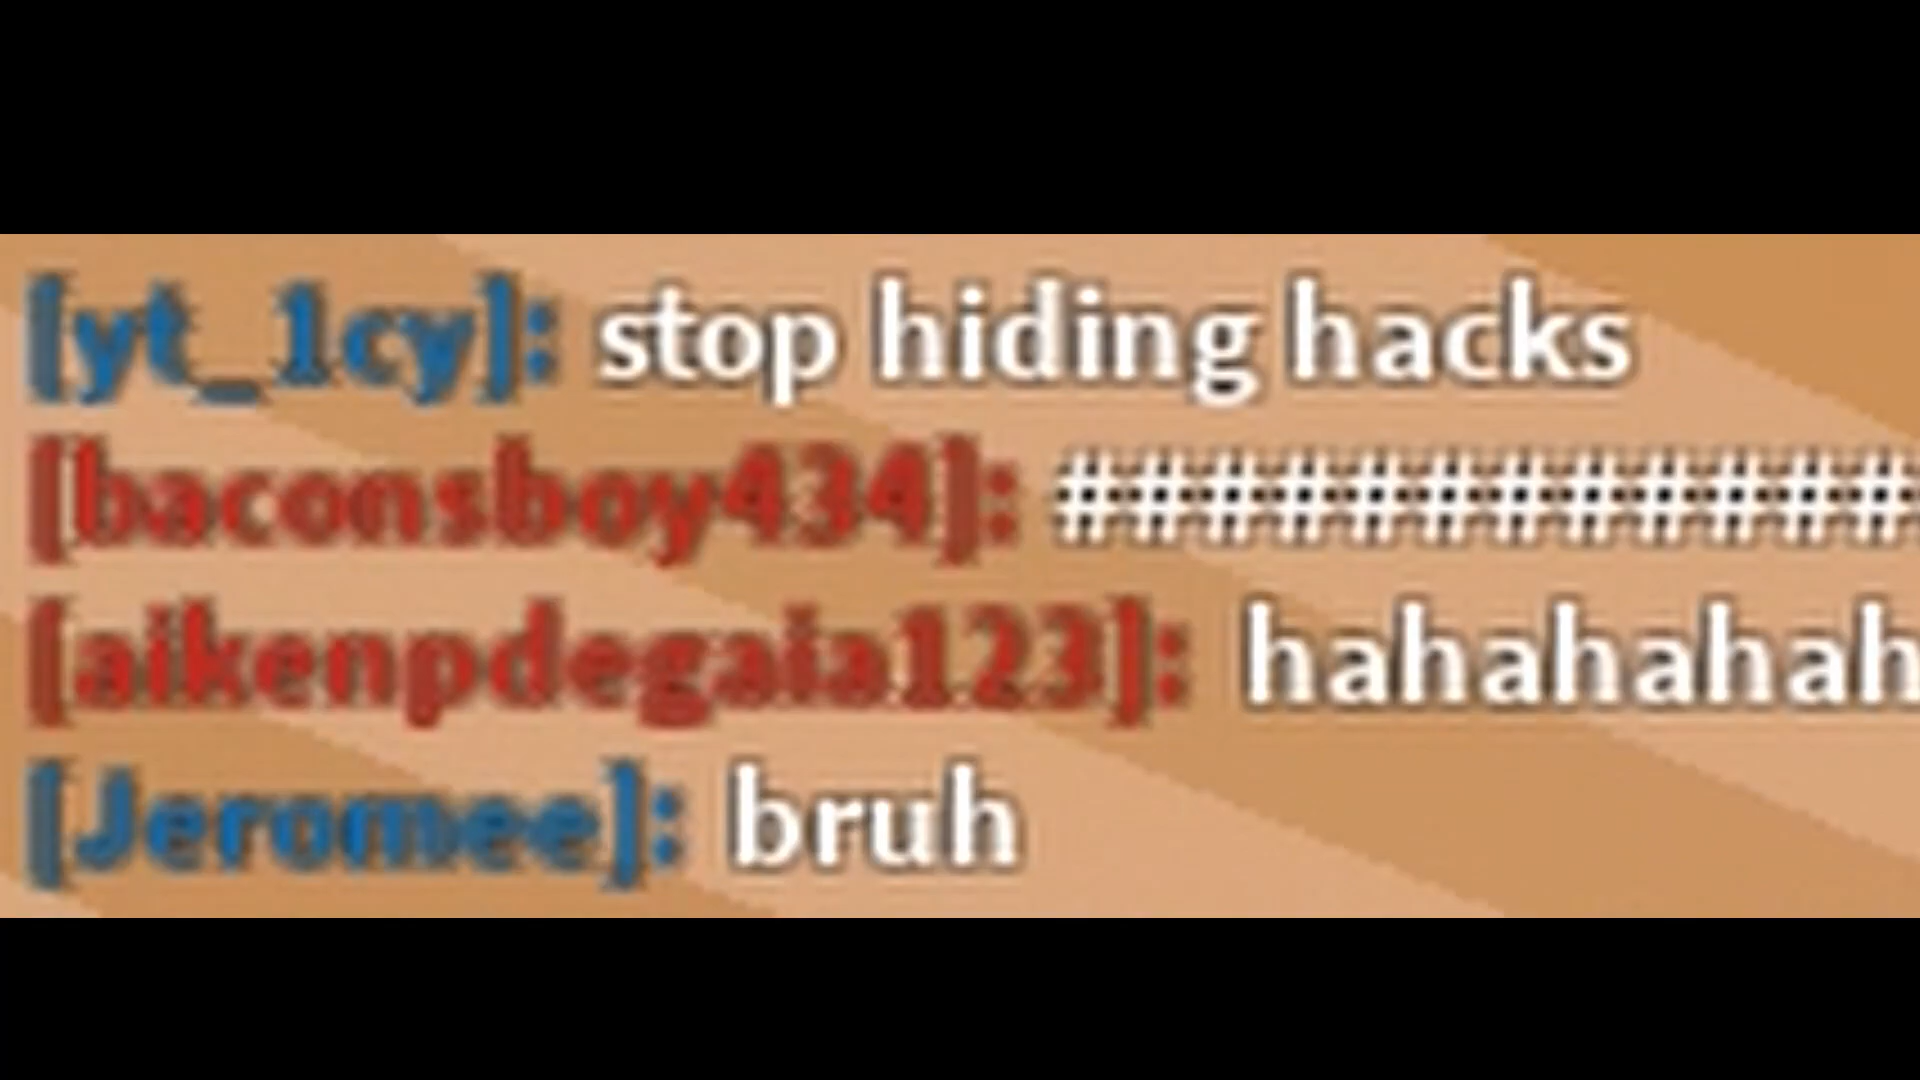 [yt_1cy]: stop hiding hacks
[baconsboy434]: ############
[aikenpdegaia123]: hahahahah
[Jeromee]: bruh